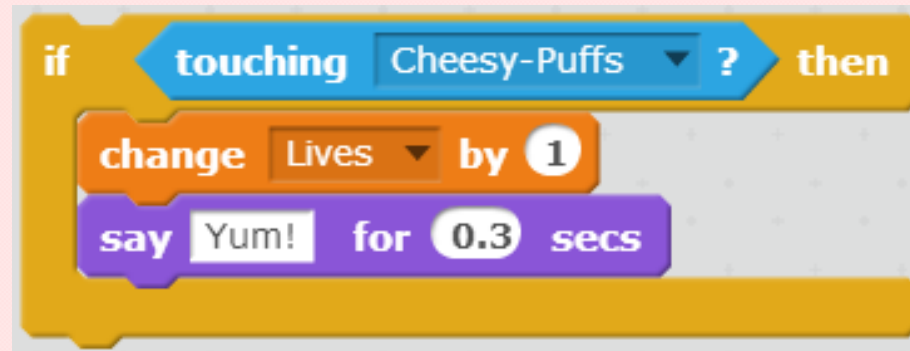 if touching Cheesy-Puffs ? then
change Lives by 1
say Yum! for 0.3 secs